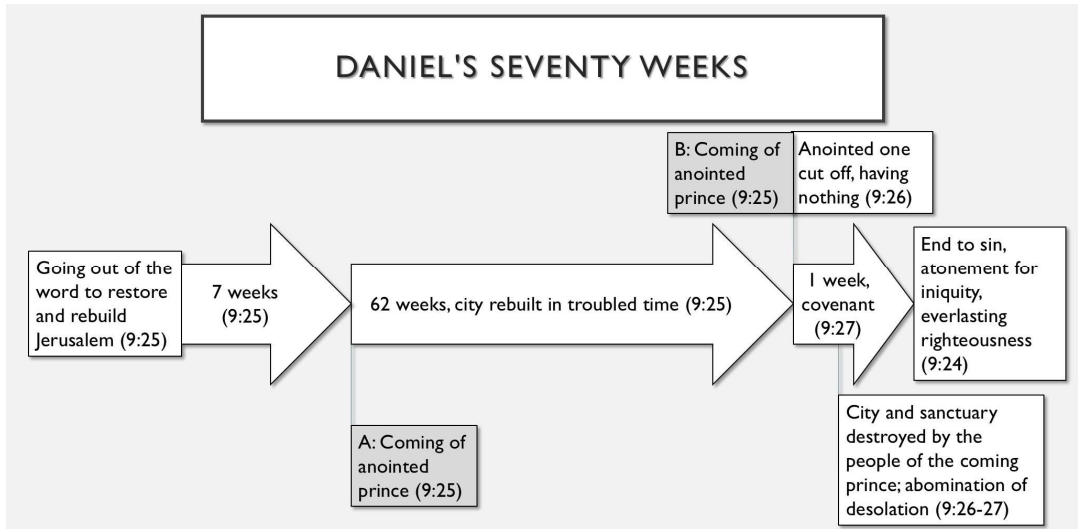 DANIEL'S SEVENTY WEEKS
B: Coming of
anointed
prince (9:25)
Anointed one
cut off, having
nothing (9:26)
Going out of the
word to restore
and rebuild
Jerusalem (9:25)
7 weeks
(9:25)
62 weeks, city rebuilt in troubled time (9:25)
1 week,
covenant
(9:27)
End to sin,
atonement for
iniquity,
everlasting
righteousness
(9:24)
A: Coming of
anointed
prince (9:25)
City and sanctuary
destroyed by the
people of the coming
prince; abomination of
desolation (9:26-27)